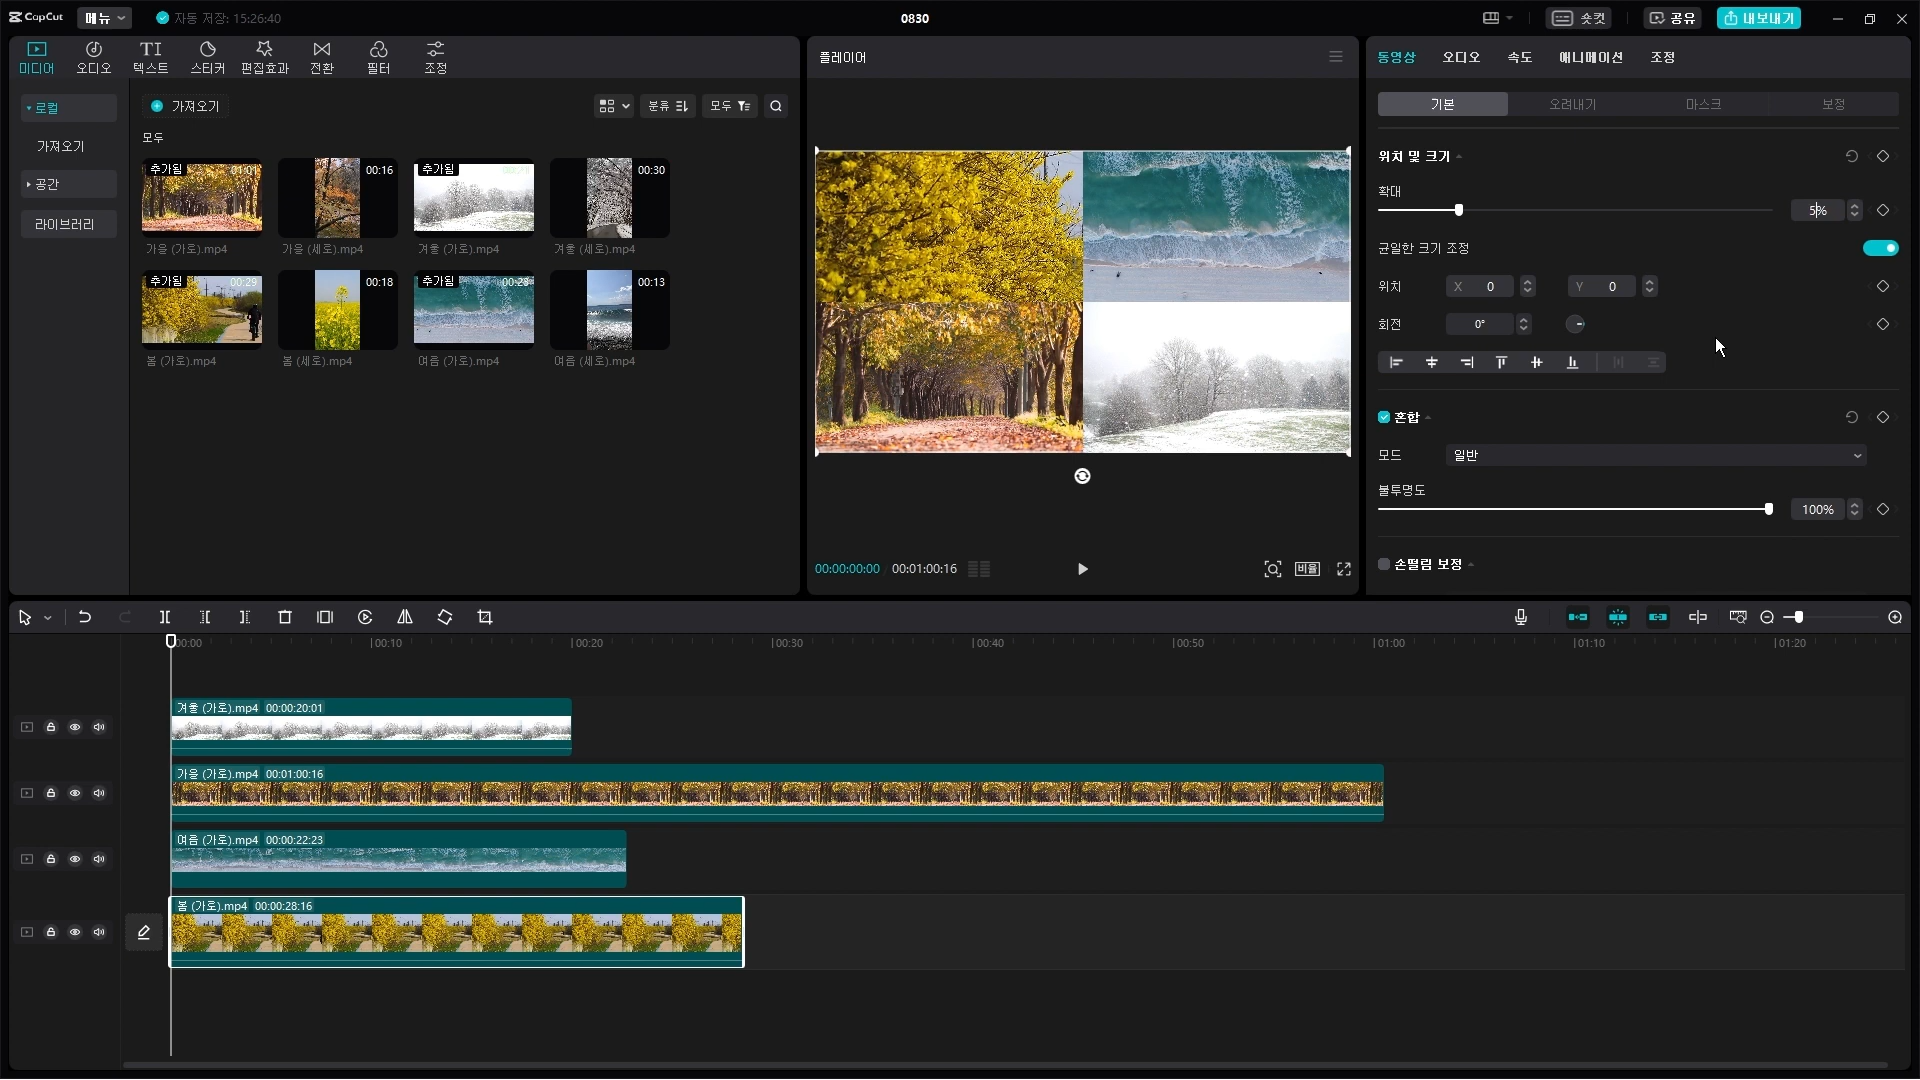 CapCut 메뉴 자동 저장: 15:26:40 0830 숏컷 공유 내보내기
미디어 오디오 텍스트 스티커 편집효과 전환 필터 조정
로컬
가져오기
공간
라이브러리
가져오기 분류 모두
모두
추가됨 01:01
00:16
추가됨
00:30
가을 (가로).mp4
가을 (세로).mp4
겨울 (가로).mp4
겨울 (세로).mp4
추가됨 00:29
00:18
추가됨 00:23
00:13
봄 (가로).mp4
봄 (세로).mp4
여름 (가로).mp4
여름 (세로).mp4
플레이어
00:00:00:00 00:01:00:16 비율
동영상 오디오 속도 애니메이션 조정
기본 오려내기 마스크 보정
위치 및 크기
확대
5%
균일한 크기 조정
위치 X 0 Y 0
회전 0°
혼합
모드 일반
불투명도
100%
손떨림 보정
00:00 00:10 00:20 00:30 00:40 00:50 01:00 01:10 01:20
겨울 (가로).mp4 00:00:20:01
가을 (가로).mp4 00:01:00:16
여름 (가로).mp4 00:00:22:23
봄 (가로).mp4 00:00:28:16